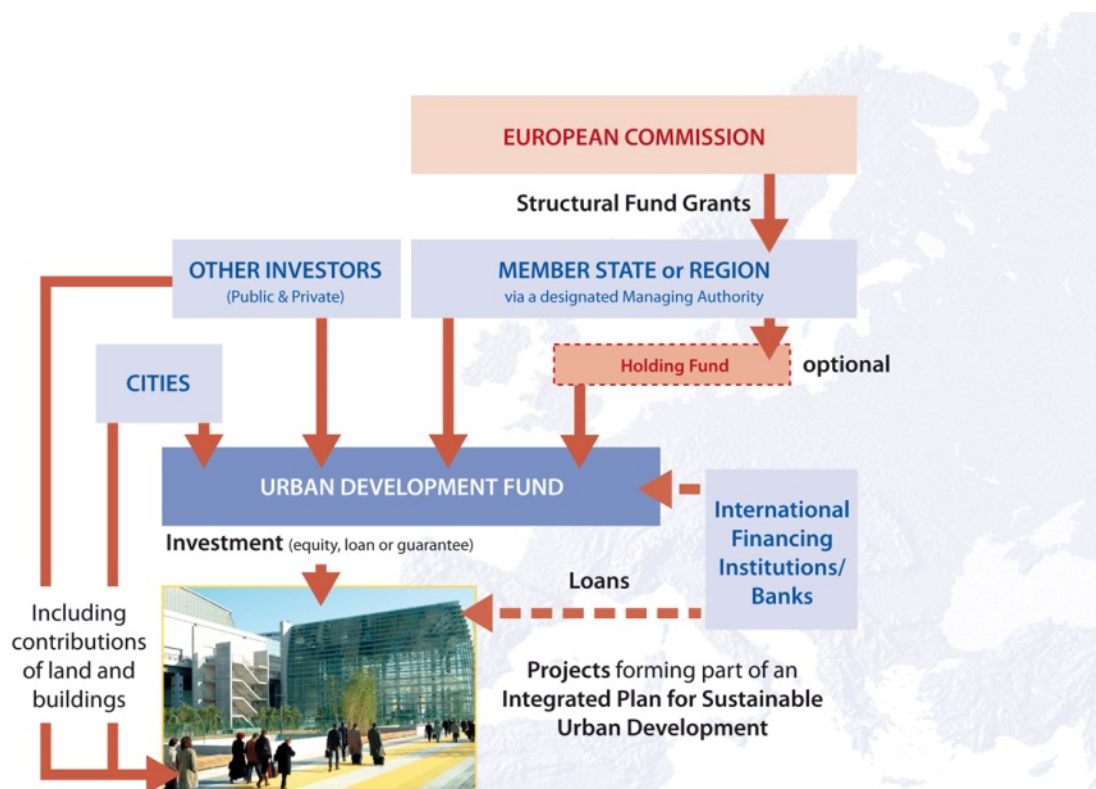 EUROPEAN COMMISSION
Structural Fund Grants
OTHER INVESTORS
(Public & Private)
MEMBER STATE or REGION
via a designated Managing Authority
Holding Fund
optional
CITIES
URBAN DEVELOPMENT FUND
Investment (equity, loan or guarantee)
International
Financing
Institutions/
Banks
Loans
Including
contributions
of land and
buildings
Projects forming part of an
Integrated Plan for Sustainable
Urban Development